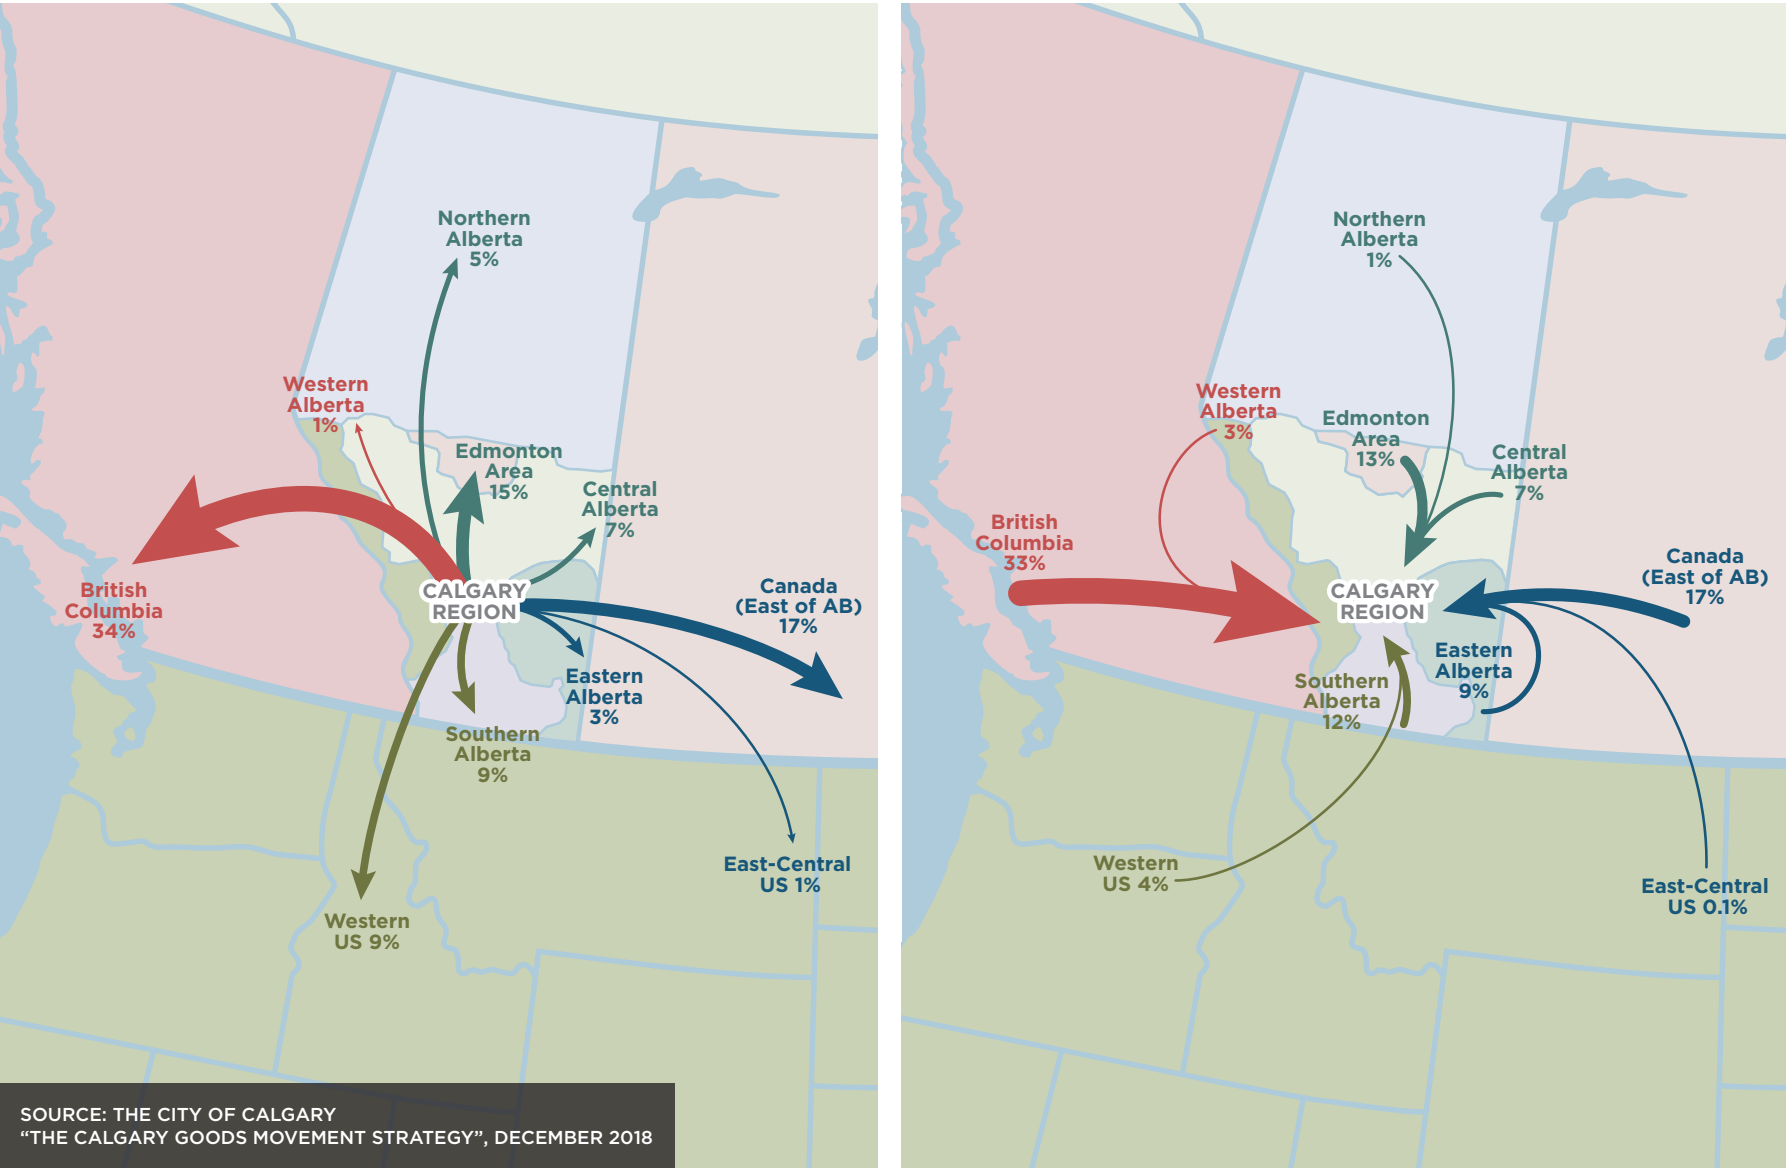 Northern
Alberta
5%
Western
Alberta
1%
Edmonton
Area
15%
Central
Alberta
7%
British
Columbia
34%
CALGARY
REGION
Canada
(East of AB)
17%
Eastern
Alberta
3%
Southern
Alberta
9%
East-Central
US 1%
Western
US 9%
SOURCE: THE CITY OF CALGARY
“THE CALGARY GOODS MOVEMENT STRATEGY”, DECEMBER 2018
Northern
Alberta
1%
Western
Alberta
3%
Edmonton
Area
13%
Central
Alberta
7%
British
Columbia
33%
CALGARY
REGION
Canada
(East of AB)
17%
Eastern
Alberta
9%
Southern
Alberta
12%
Western
US 4%
East-Central
US 0.1%